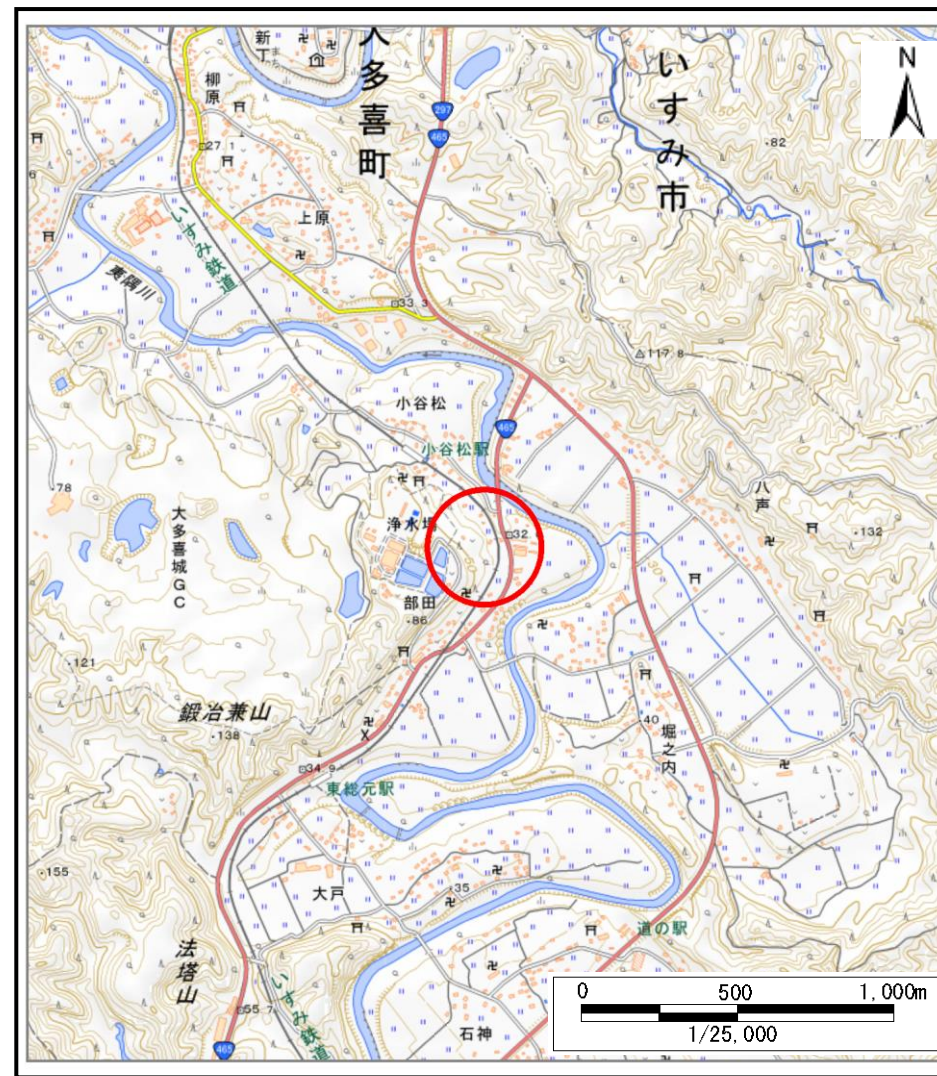 新丁
まち
大多喜町
いすみ市
N
柳原
297
465
82
27.1
上原
いすみ鉄道
夷隅川
33.3
117.8
小谷松
小谷松駅
465
78
八声
132
大多喜城GC
浄水場
32
50
30
部田
86
121
鍛冶兼山
138
40
堀之内
34.9
東総元駅
155
大戸
35
道の駅
法塔山
55.7
いすみ鉄道
465
石神
0 500 1,000m
1/25,000